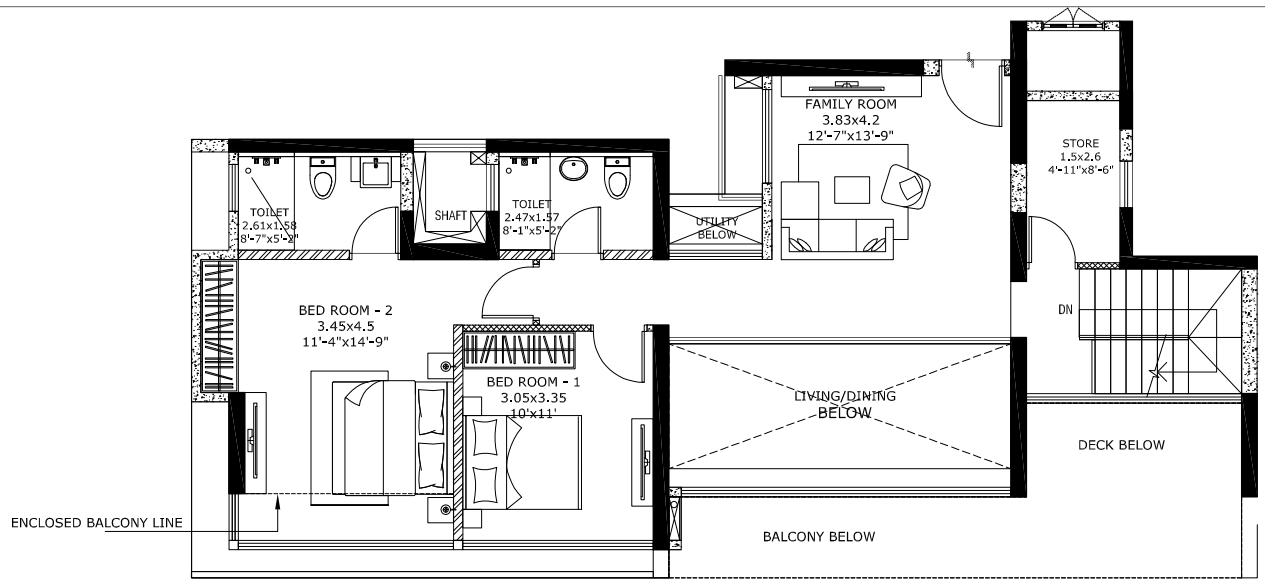 FAMILY ROOM
3.83x4.2
12'-7"x13'-9"
STORE
1.5x2.6
4'-11"x8'-6"
TOILET
2.61x1.58
8'-7"x5'-2"
SHAFT
TOILET
2.47x1.57
8'-1"x5'-2"
UTILITY
BELOW
BED ROOM - 2
3.45x4.5
11'-4"x14'-9"
DN
BED ROOM - 1
3.05x3.35
10'x11'
LIVING/DINING
BELOW
DECK BELOW
ENCLOSED BALCONY LINE
BALCONY BELOW